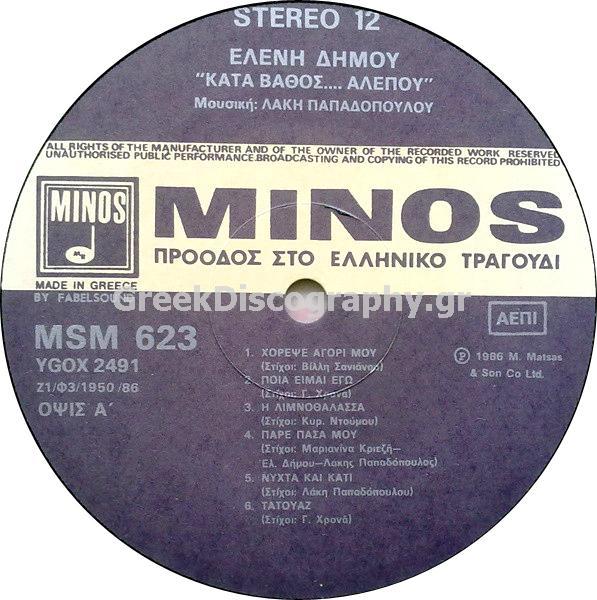 STEREO 12
ΕΛΕΝΗ ΔΗΜΟΥ
"ΚΑΤΑ ΒΑΘΟΣ.... ΑΛΕΠΟΥ"
Μουσική: ΛΑΚΗ ΠΑΠΑΔΟΠΟΥΛΟΥ
ALL RIGHTS OF THE MANUFACTURER AND OF THE OWNER OF THE RECORDED WORK RESERVED
UNAUTHORISED PUBLIC PERFORMANCE.BROADCASTING AND COPYING OF THIS RECORD PROHIBITED
MINOS
MINOS
ΠΡΟΟΔΟΣ ΣΤΟ ΕΛΛΗΝΙΚΟ ΤΡΑΓΟΥΔΙ
MADE IN GREECE
BY FABELSOUND
GreekDiscography.gr
MSM 623
YGOX 2491
Ζ1/Φ3/1950/86
ΟΨΙΣ Α΄
ΑΕΠΙ
Ⓟ 1986 M. Matsas
& Son Co Ltd.
1. ΧΟΡΕΨΕ ΑΓΟΡΙ ΜΟΥ
(Στίχοι: Βίλλη Σανιάνου)
2. ΠΟΙΑ ΕΙΜΑΙ ΕΓΩ
(Στίχοι: Γ. Χρονά)
3. Η ΛΙΜΝΟΘΑΛΑΣΣΑ
(Στίχοι: Κυρ. Ντούμου)
4. ΠΑΡΕ ΠΑΣΑ ΜΟΥ
(Στίχοι: Μαριανίνα Κριεζή—
Ἐλ. Δήμου—Λάκης Παπαδόπουλος)
5. ΝΥΧΤΑ ΚΑΙ ΚΑΤΙ
(Στίχοι: Λάκη Παπαδοπούλου)
6. ΤΑΤΟΥΑΖ
(Στίχοι: Γ. Χρονᾶ)